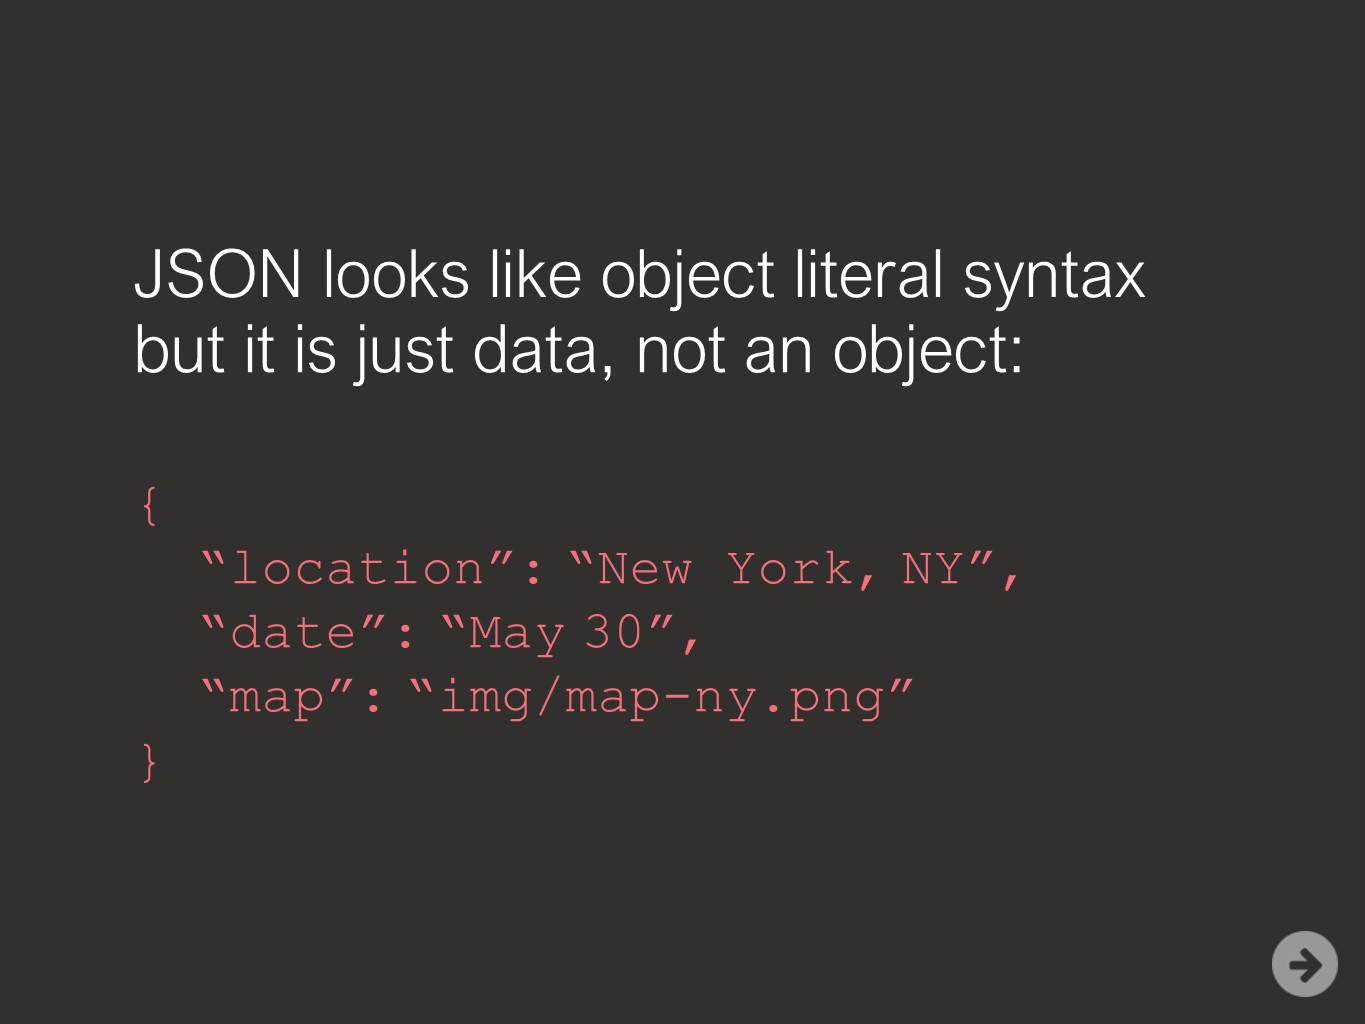 JSON looks like object literal syntax
but it is just data, not an object:
{
“location”: “New York, NY”,
“date”: “May 30”,
“map”: “img/map-ny.png”
}